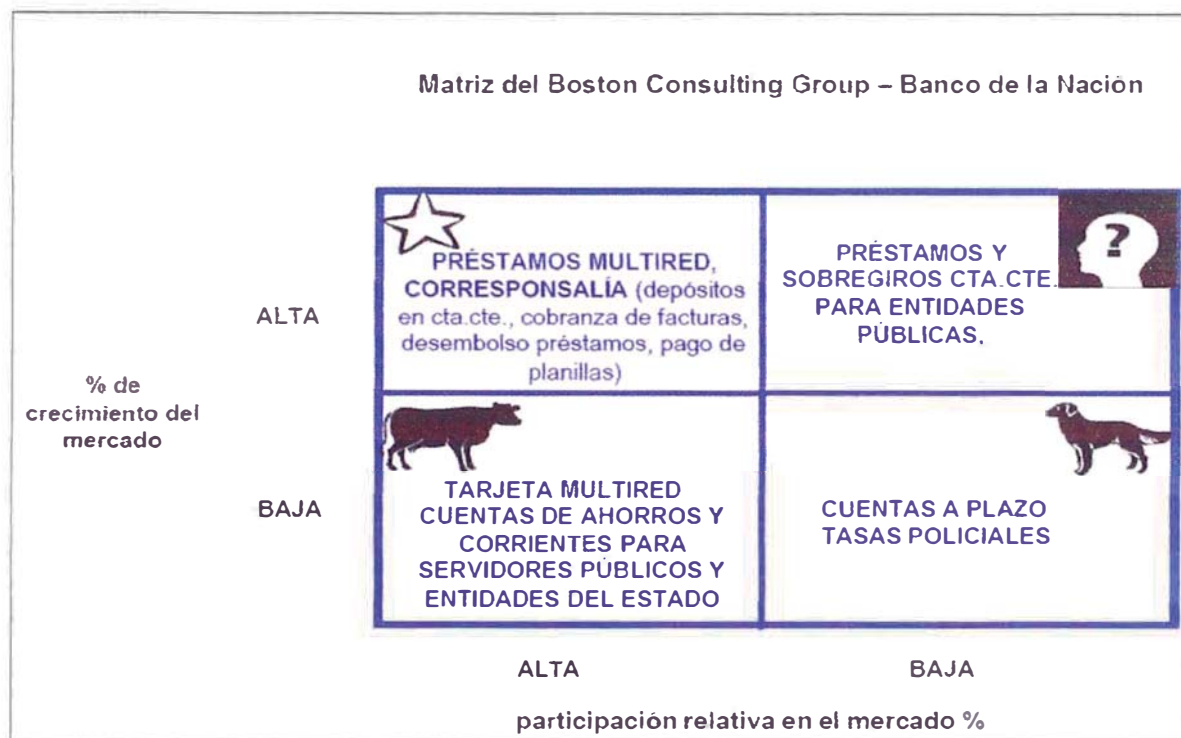 Matriz del Boston Consulting Group – Banco de la Nación
PRÉSTAMOS MULTIRED,
CORRESPONSALÍA (depósitos
en cta.cte., cobranza de facturas,
desembolso préstamos, pago de
planillas)
?
PRÉSTAMOS Y
SOBREGIROS CTA.CTE.
PARA ENTIDADES
PÚBLICAS.
ALTA
% de
crecimiento del
mercado
BAJA
TARJETA MULTIRED
CUENTAS DE AHORROS Y
CORRIENTES PARA
SERVIDORES PÚBLICOS Y
ENTIDADES DEL ESTADO
CUENTAS A PLAZO
TASAS POLICIALES
ALTA
BAJA
participación relativa en el mercado %